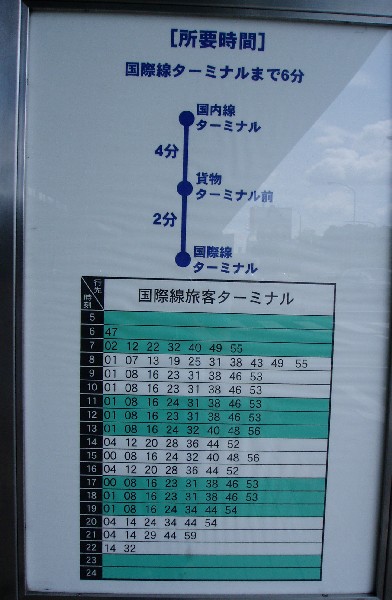 [所要時間]
国際線ターミナルまで6分
国内線
ターミナル
4分
貨物
ターミナル前
2分
国際線
ターミナル
行先
時刻
国際線旅客ターミナル
5
6 47
7 02 12 22 32 40 49 55
8 01 07 13 19 25 31 38 43 49 55
9 01 08 16 23 31 38 46 53
10 01 08 16 23 31 38 46 53
11 01 08 16 24 31 38 46 53
12 01 08 16 23 31 38 46 53
13 01 08 16 24 32 40 48 56
14 04 12 20 28 36 44 52
15 00 08 16 24 32 40 48 56
16 04 12 20 28 36 44 52
17 00 08 16 23 31 38 46 53
18 01 08 16 23 31 38 46 53
19 01 08 16 24 34 44 54
20 04 14 24 34 44 54
21 04 14 29 44 59
22 14 32
23
24